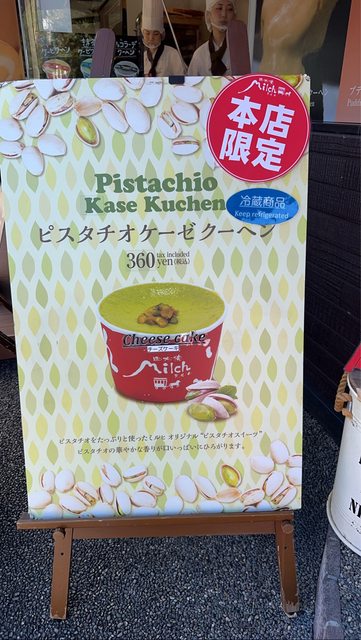 Milch
本店
限定
Pistachio
Kase Kuchen
冷蔵商品
Keep refrigerated
ピスタチオケーゼクーヘン
360 tax included
yen(税込)
Cheese cake
チーズケーキ
Milch
ピスタチオをたっぷりと使ったミルヒオリジナル"ピスタチオスイーツ"
ピスタチオの華やかな香りが口いっぱいにひろがります。